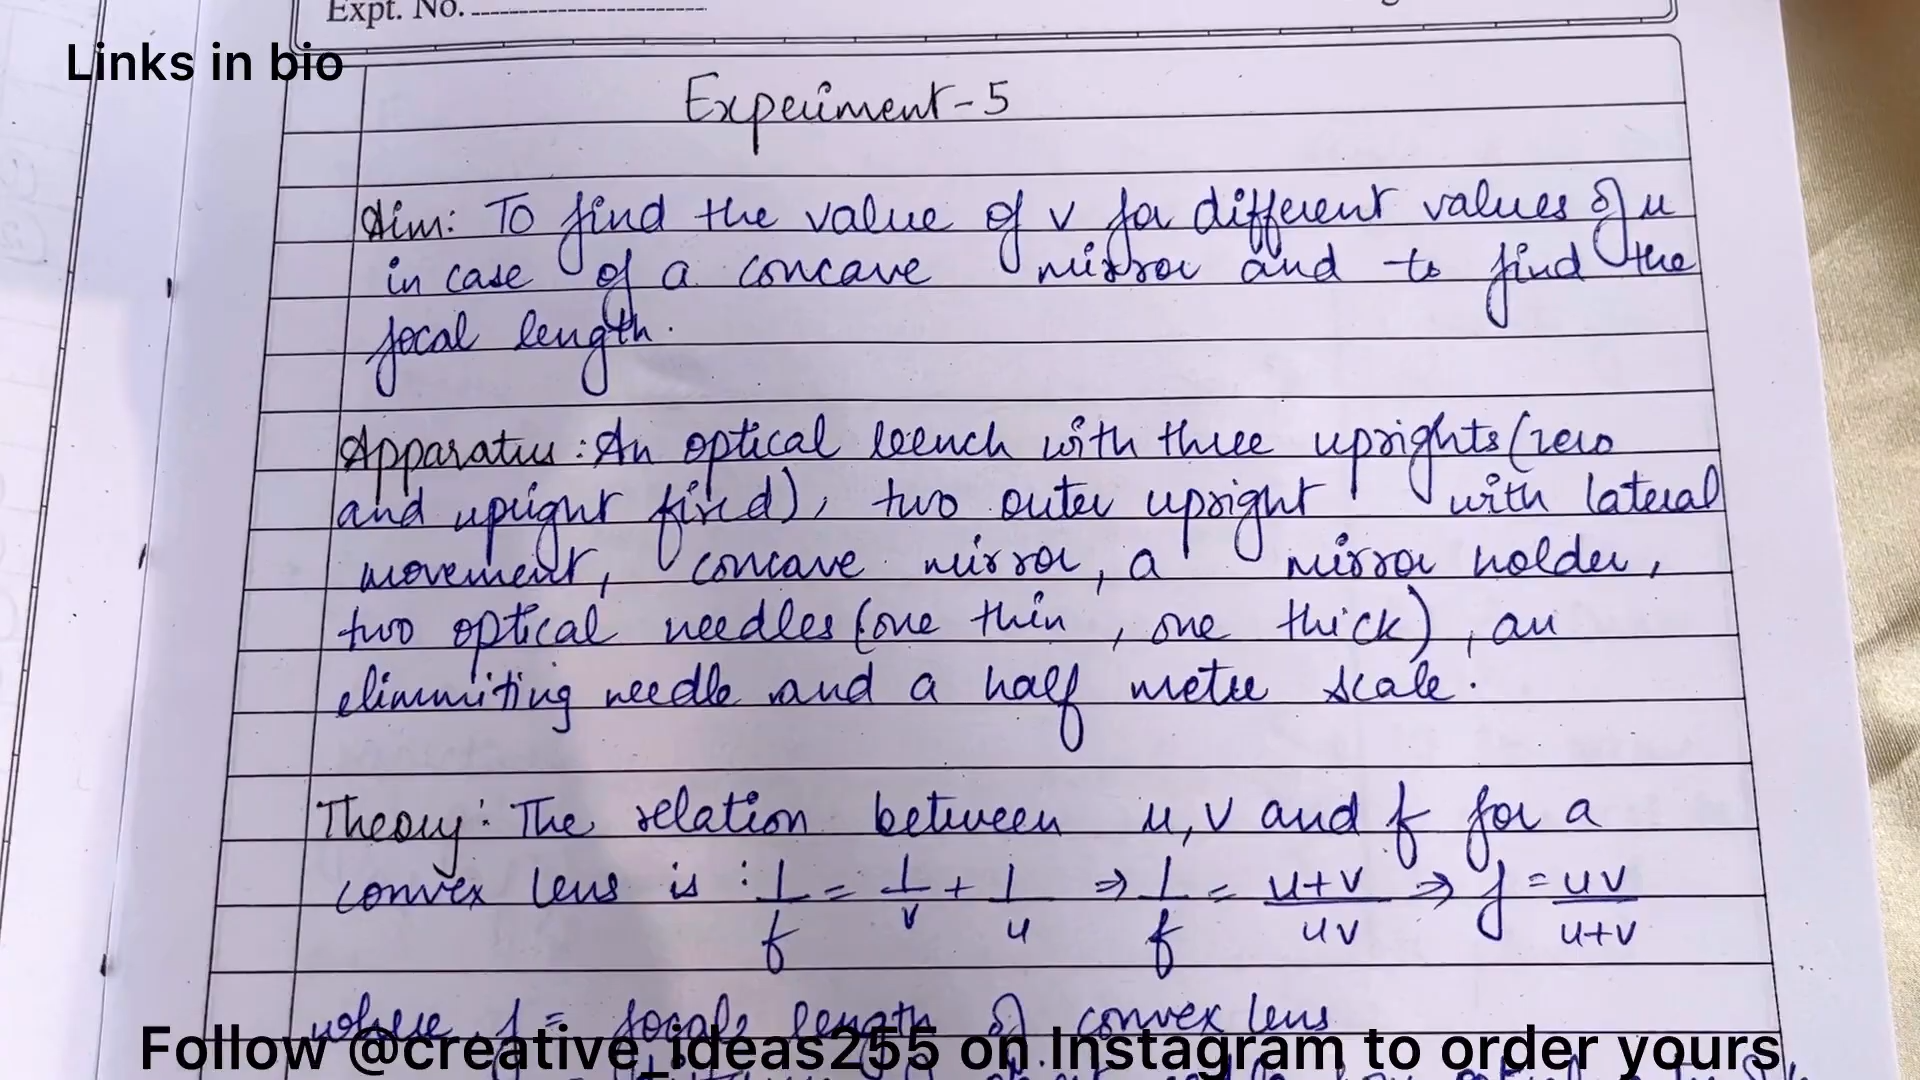 Expt. No.
Links in bio
Experiment-5
Aim: To find the value of v for different values of u
in case of a concave mirror and to find the
focal length.
Apparatus: An optical bench with three uprights (zero
and upright fixed), two outer upright with lateral
movement, concave mirror, a mirror holder,
two optical needles (one thin, one thick), an
elimmiting needle and a half metre scale.
Theory: The relation between u, v and f for a
convex lens is : 1/f = 1/v + 1/u ⇒ 1/f = u+v/uv ⇒ f = uv/u+v
where f = focale length of convex lens
Follow @creative_ideas255 on Instagram to order yours